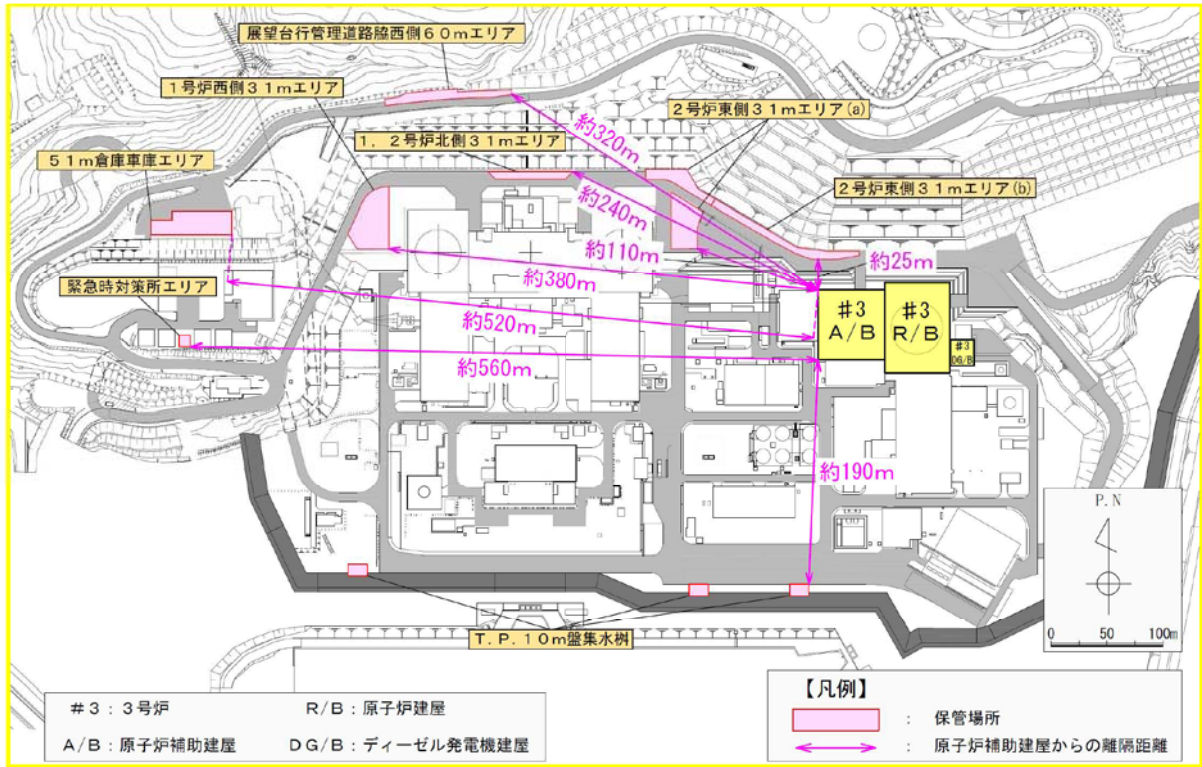 展望台行管理道路脇西側60mエリア
1号炉西側31mエリア
2号炉東側31mエリア(a)
約320m
1,2号炉北側31mエリア
51m倉庫車庫エリア
2号炉東側31mエリア(b)
約240m
約110m
約25m
約380m
緊急時対策所エリア
#3
A/B
#3
R/B
約520m
#3
DG/B
約560m
約190m
P.N
T.P.10m盤集水桝
0 50 100m
#3:3号炉
R/B:原子炉建屋
A/B:原子炉補助建屋
DG/B:ディーゼル発電機建屋
【凡例】
: 保管場所
: 原子炉補助建屋からの離隔距離